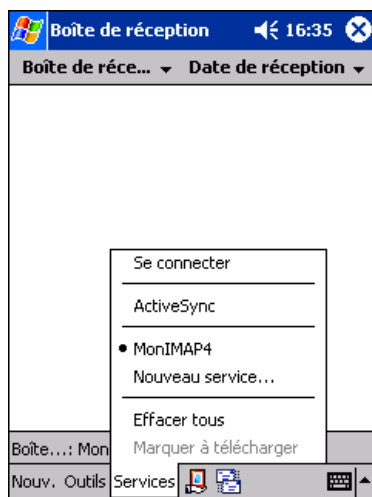 Boîte de réception 16:35
Boîte de réce... Date de réception
Se connecter
ActiveSync
MonIMAP4
Nouveau service...
Effacer tous
Boîte...: Mon
Marquer à télécharger
Nouv. Outils Services